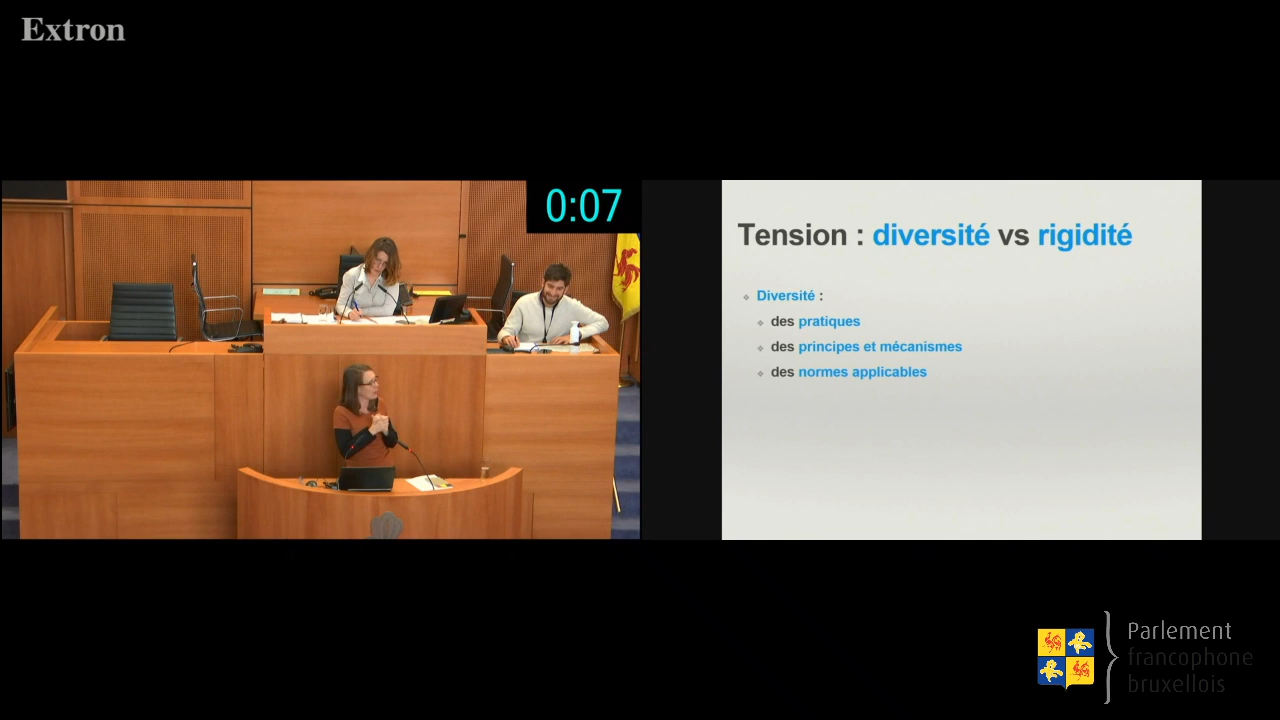 Extron
0:07
Tension : diversité vs rigidité
Diversité :
des pratiques
des principes et mécanismes
des normes applicables
Parlement
francophone
bruxellois